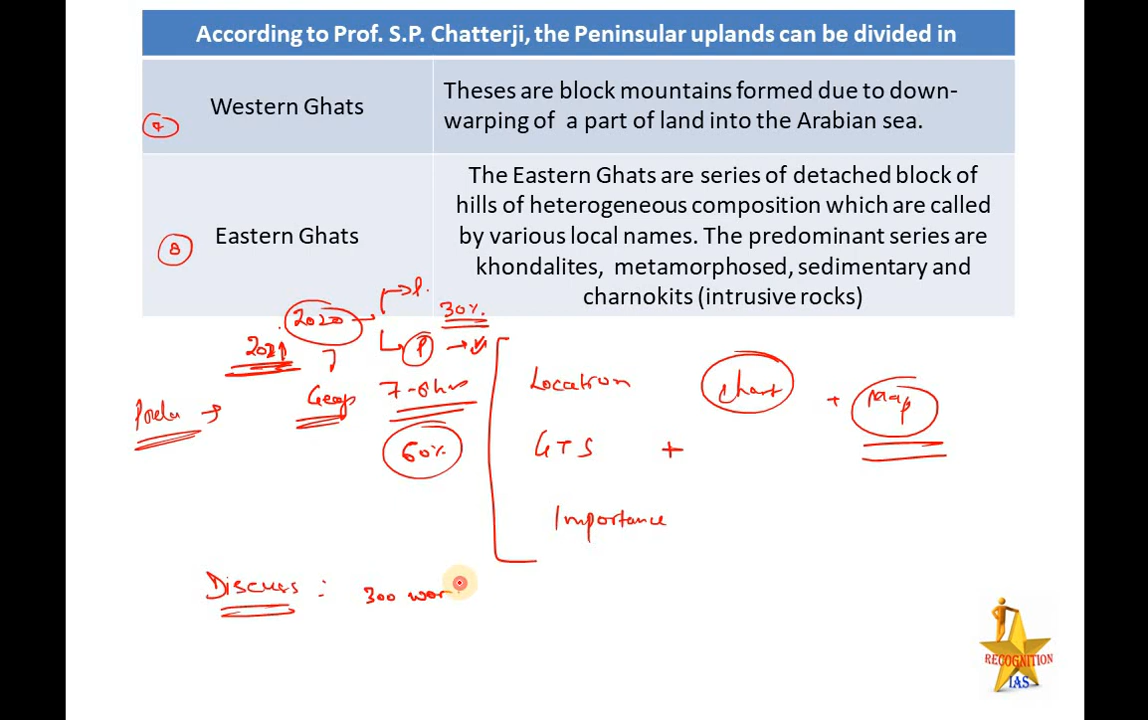 According to Prof. S.P. Chatterji, the Peninsular uplands can be divided in
7
Western Ghats
Theses are block mountains formed due to down-
warping of a part of land into the Arabian sea.
8
Eastern Ghats
The Eastern Ghats are series of detached block of
hills of heterogeneous composition which are called
by various local names. The predominant series are
khondalites, metamorphosed, sedimentary and
charnokits (intrusive rocks)
2020
30%
2021
P
Geog
7-8 hrs
60%
Location
Chart
+ Map
GTS +
Importance
Discuss : 300 wor
RECOGNITION
IAS